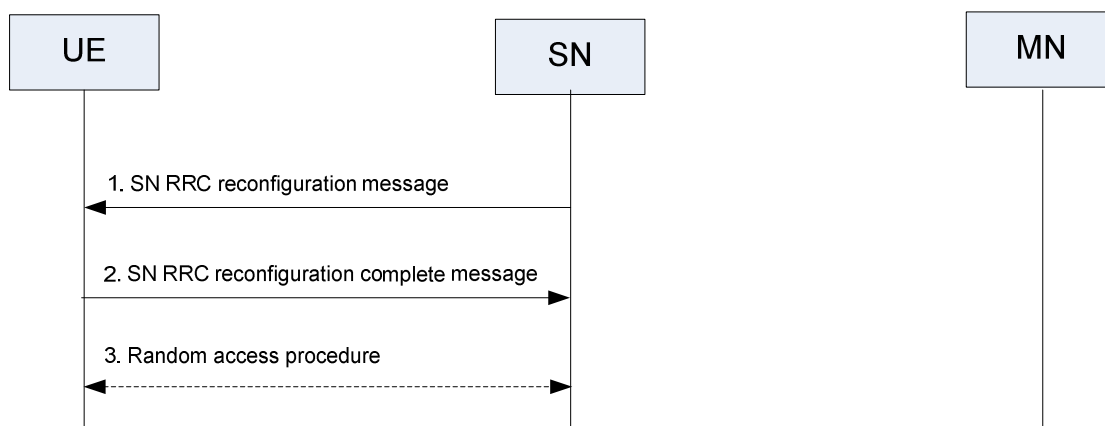 UE
SN
MN
1. SN RRC reconfiguration message
2. SN RRC reconfiguration complete message
3. Random access procedure